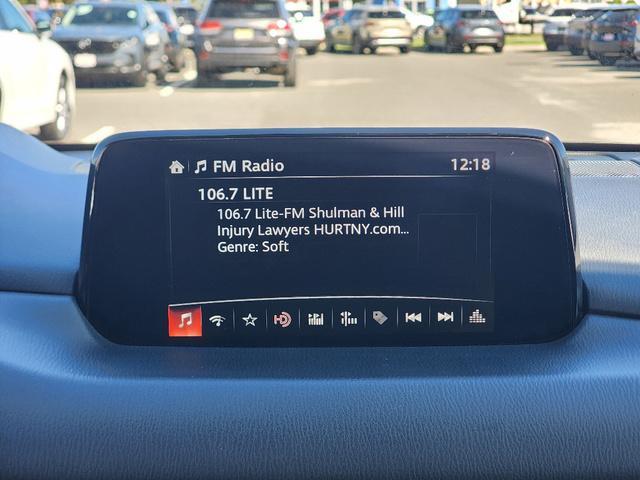 FM Radio 12:18
106.7 LITE
106.7 Lite-FM Shulman & Hill
Injury Lawyers HURTNY.com...
Genre: Soft
HD